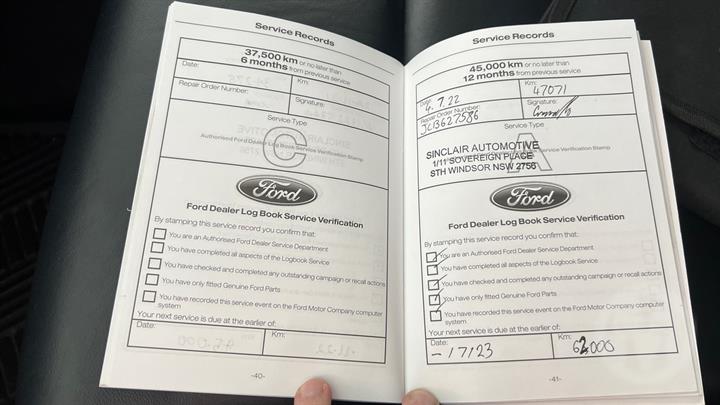 Service Records
37,500 km or no later than
6 months from previous service
Date:
Km:
Repair Order Number:
Signature:
Service Type
C
Authorised Ford Dealer Log Book Service Verification Stamp
Ford
Ford Dealer Log Book Service Verification
By stamping this service record you confirm that:
You are an Authorised Ford Dealer Service Department
You have completed all aspects of the Logbook Service
You have checked and completed any outstanding campaign or recall actions
You have only fitted Genuine Ford Parts
You have recorded this service event on the Ford Motor Company computer
system
Your next service is due at the earlier of:
Date:
Km:
-40-
Service Records
45,000 km or no later than
12 months from previous service
Date:
4.7.22
Km:
47071
Repair Order Number:
JCB627586
Signature:
Service Type
A
SINCLAIR AUTOMOTIVE
Service Verification Stamp
1/11 SOVEREIGN PLACE
STH WINDSOR NSW 2756
Ford
Ford Dealer Log Book Service Verification
By stamping this service record you confirm that:
You are an Authorised Ford Dealer Service Department
You have completed all aspects of the Logbook Service
You have checked and completed any outstanding campaign or recall actions
You have only fitted Genuine Ford Parts
You have recorded this service event on the Ford Motor Company computer
system
Your next service is due at the earlier of:
Date:
- / 7/23
Km:
62000
-41-